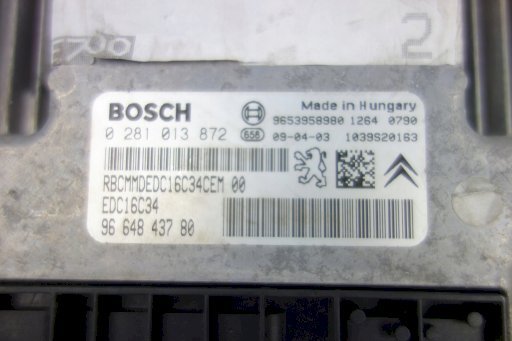 2
BOSCH
Made in Hungary
9653958980 1264 0790
0 281 013 872 658 09-04-03 1039S20163
RBCMMDEDC16C34CEM 00
EDC16C34
96 648 437 80